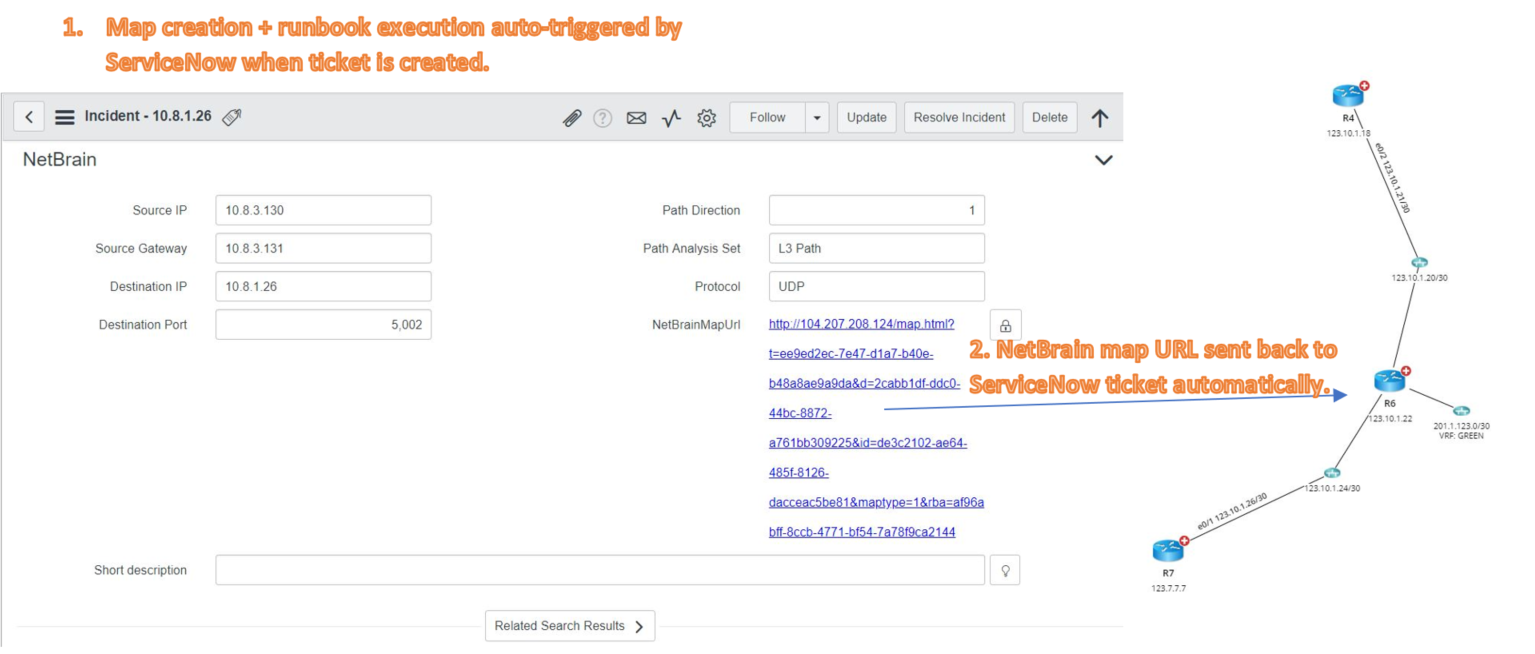 1. Map creation + runbook execution auto-triggered by
ServiceNow when ticket is created.
Incident - 10.8.1.26
Follow
Update
Resolve Incident
Delete
NetBrain
Source IP
10.8.3.130
Source Gateway
10.8.3.131
Destination IP
10.8.1.26
Destination Port
5,002
Path Direction
1
Path Analysis Set
L3 Path
Protocol
UDP
NetBrainMapUrl
http://104.207.208.124/map.html?
t=ee9ed2ec-7e47-d1a7-b40e-
b48a8ae9a9da&d=2cabb1df-ddc0-
44bc-8872-
a761bb309225&id=de3c2102-ae64-
485f-8126-
dacceac5be81&maptype=1&rba=af96a
bff-8ccb-4771-bf54-7a78f9ca2144
2. NetBrain map URL sent back to
ServiceNow ticket automatically.
Short description
Related Search Results
R4
123.10.1.18
e0/2 123.10.1.21/30
123.10.1.20/30
R6
123.10.1.22
201.1.123.0/30
VRF: GREEN
123.10.1.24/30
e0/1 123.10.1.26/30
R7
123.7.7.7